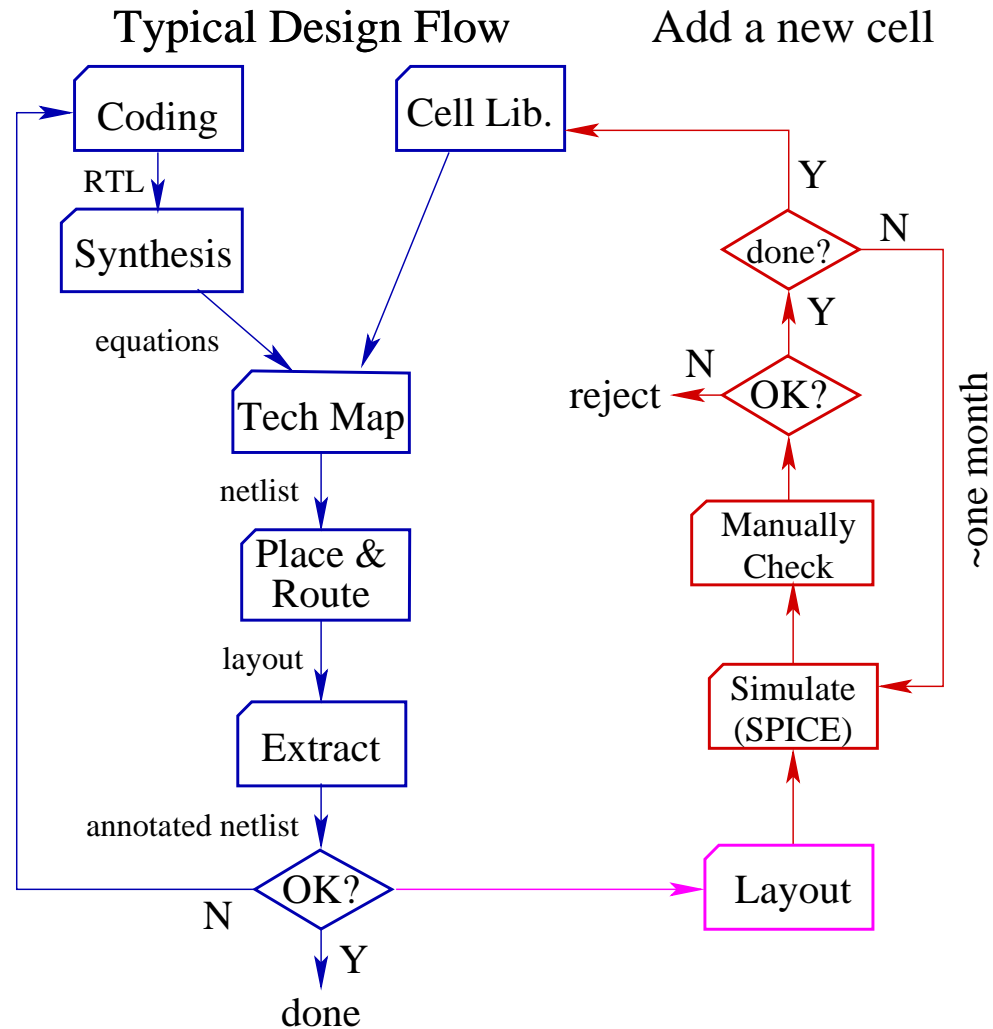 Typical Design Flow
Add a new cell
Coding
Cell Lib.
RTL
Synthesis
equations
Tech Map
netlist
Place &
Route
layout
Extract
annotated netlist
OK?
N
Y
done
Y
done?
N
Y
OK?
N
reject
~one month
Manually
Check
Simulate
(SPICE)
Layout